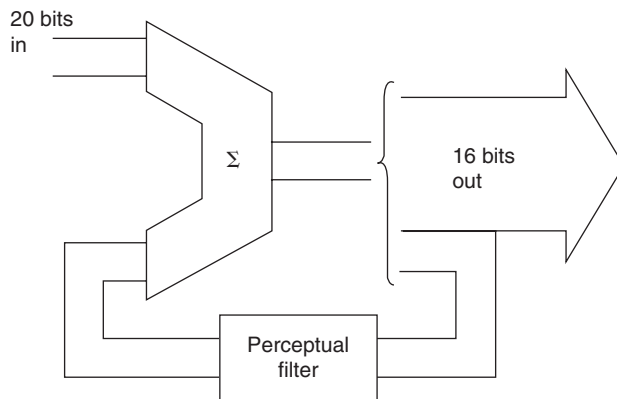 20 bits
in
Σ
16 bits
out
Perceptual
filter